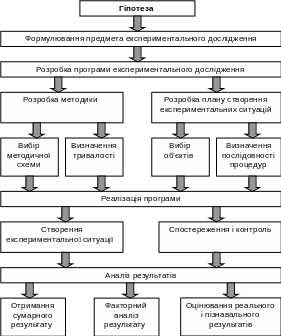 Гіпотеза
Формулювання предмета експериментального дослідження
Розробка програми експериментального дослідження
Розробка методики
Розробка плану створення
експериментальних ситуацій
Вибір
методичної
схеми
Визначення
тривалості
Вибір
об'єктів
Визначення
послідовності
процедур
Реалізація програми
Створення
експериментальної ситуації
Спостереження і контроль
Аналіз результатів
Отримання
сумарного
результату
Факторний
аналіз
результату
Оцінювання реального
і пізнавального
результатів